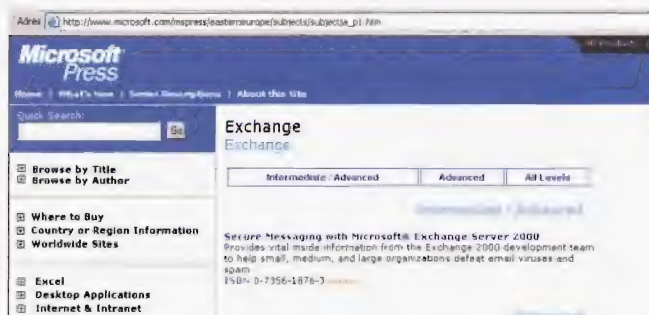 Adres http://www.microsoft.com/mspress/easterneurope/subjects/subjectsa_p1.htm
Microsoft
Press
Home | What's New | Series Descriptions | About this Site
Quick Search:
Go
Browse by Title
Browse by Author
Where to Buy
Country or Region Information
Worldwide Sites
Excel
Desktop Applications
Internet & Intranet
Exchange
Exchange
Intermediate / Advanced Advanced All Levels
Intermediate / Advanced
Secure Messaging with Microsoft® Exchange Server 2000
Provides vital inside information from the Exchange 2000 development team
to help small, medium, and large organizations defeat email viruses and
spam
ISBN 0-7356-1876-3